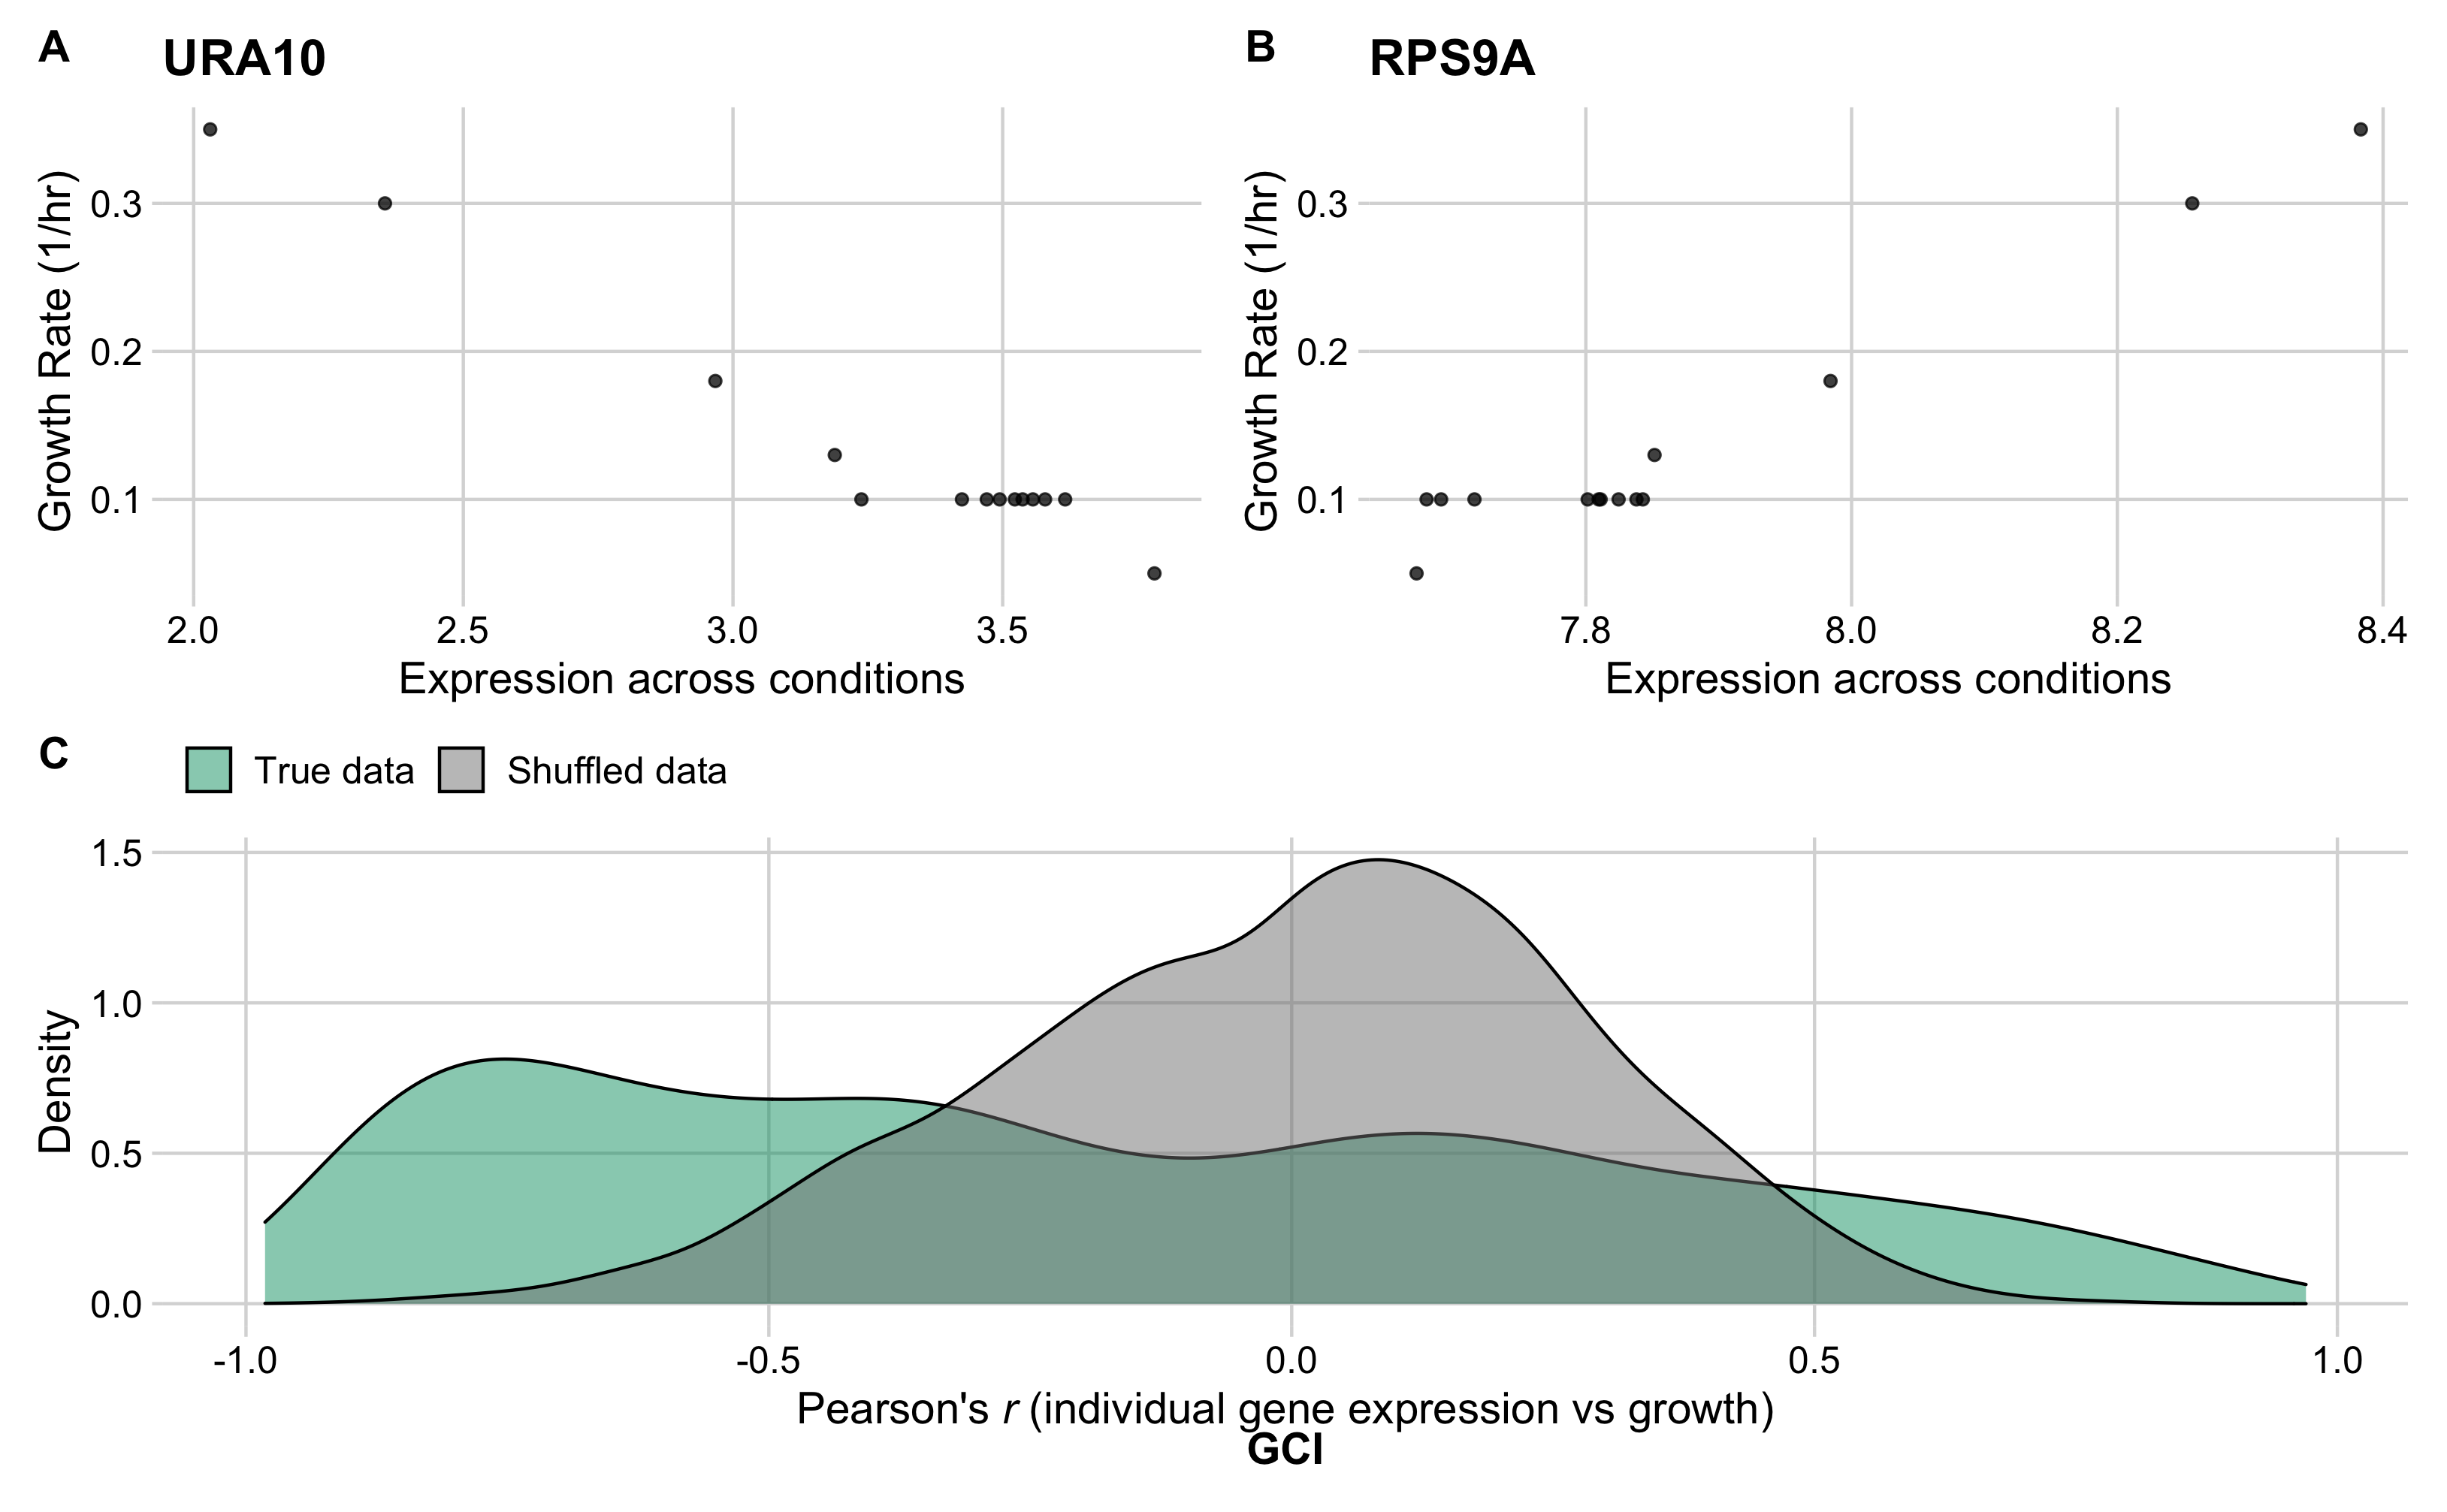 A URA10
Growth Rate (1/hr)
0.3
0.2
0.1
2.0 2.5 3.0 3.5
Expression across conditions
B RPS9A
Growth Rate (1/hr)
0.3
0.2
0.1
7.8 8.0 8.2 8.4
Expression across conditions
C
True data Shuffled data
Density
1.5
1.0
0.5
0.0
-1.0 -0.5 0.0 0.5 1.0
Pearson's r (individual gene expression vs growth)
GCI